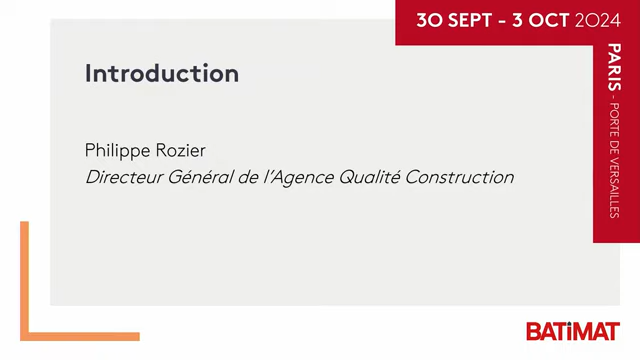 30 SEPT - 3 OCT 2024
PARIS - PORTE DE VERSAILLES
Introduction
Philippe Rozier
Directeur Général de l'Agence Qualité Construction
BATiMAT